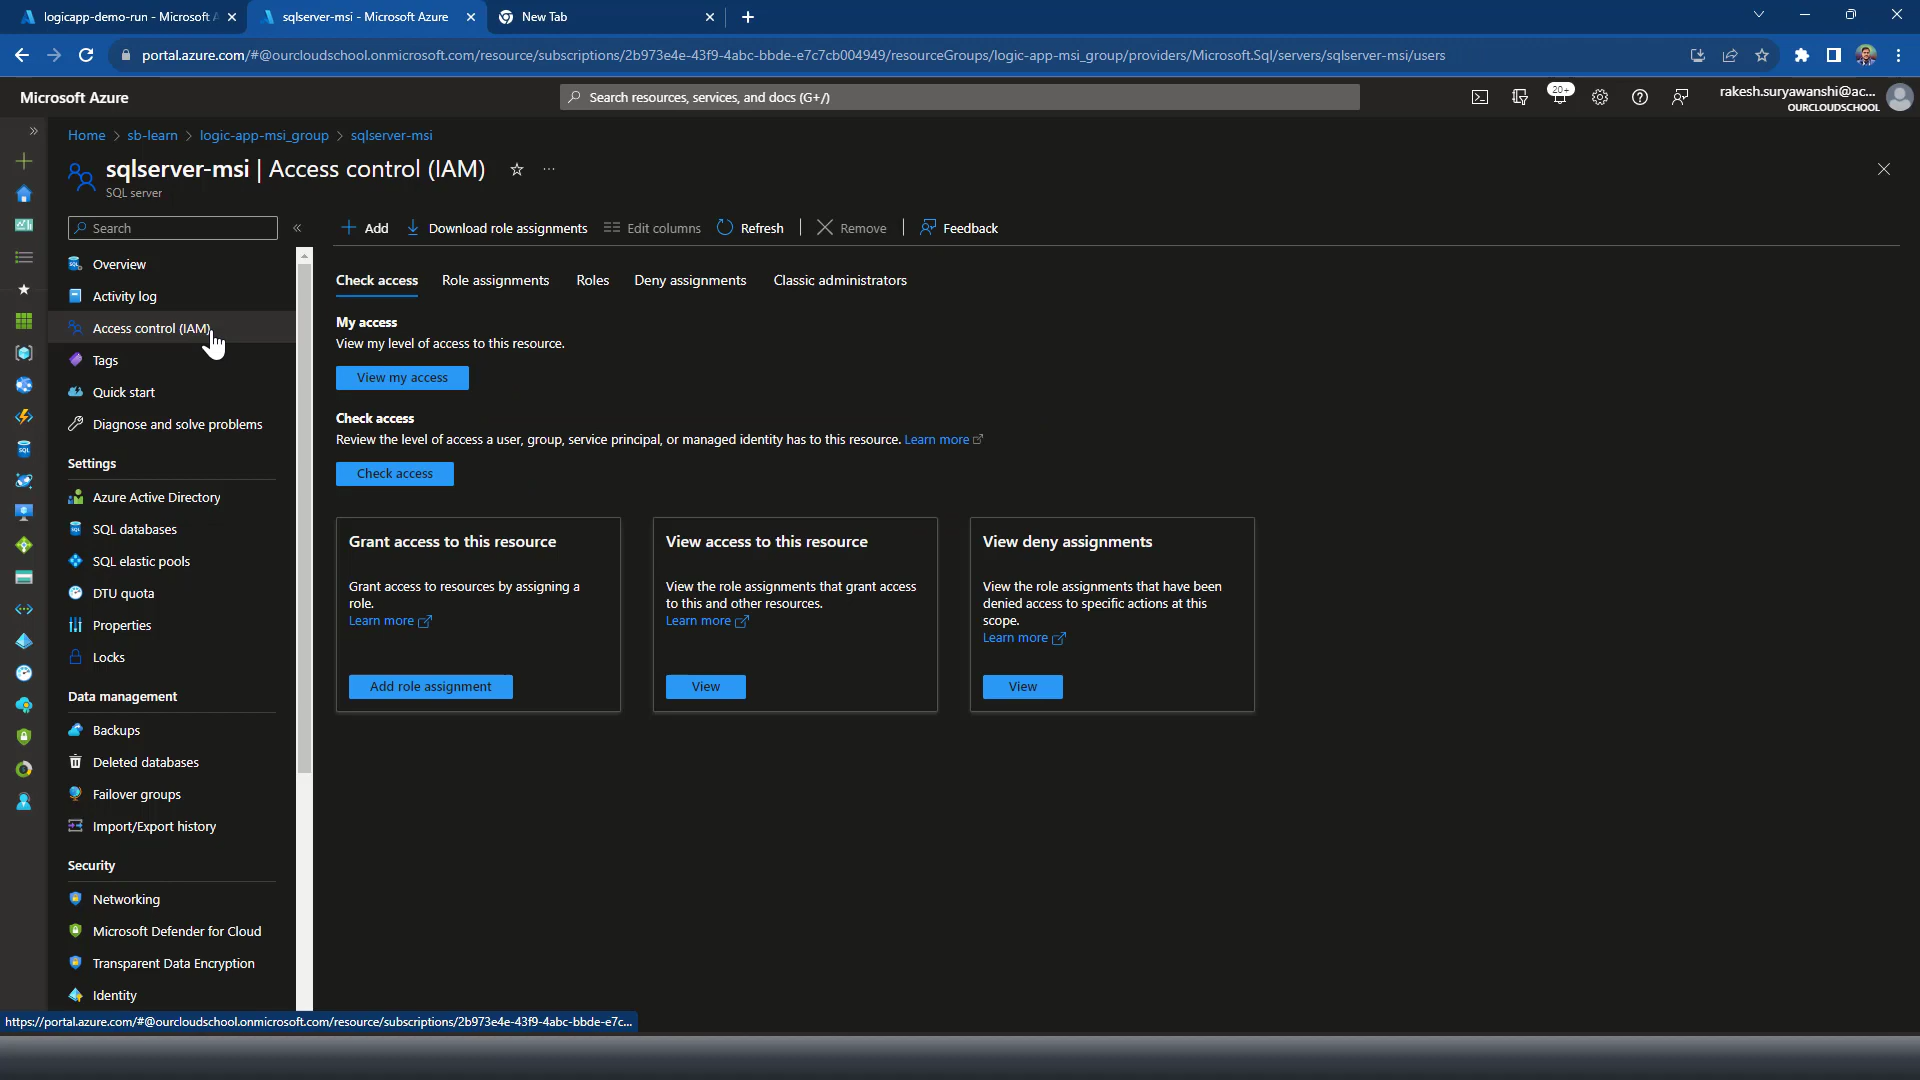 logicapp-demo-run - Microsoft A
sqlserver-msi - Microsoft Azure
New Tab
portal.azure.com/#@ourcloudschool.onmicrosoft.com/resource/subscriptions/2b973e4e-43f9-4abc-bbde-e7c7cb004949/resourceGroups/logic-app-msi_group/providers/Microsoft.Sql/servers/sqlserver-msi/users
Microsoft Azure
Search resources, services, and docs (G+/)
20+
rakesh.suryawanshi@ac...
OURCLOUDSCHOOL
Home > sb-learn > logic-app-msi_group > sqlserver-msi
sqlserver-msi | Access control (IAM)
SQL server
Search
Add
Download role assignments
Edit columns
Refresh
Remove
Feedback
Overview
Activity log
Access control (IAM)
Tags
Quick start
Diagnose and solve problems
Settings
Azure Active Directory
SQL databases
SQL elastic pools
DTU quota
Properties
Locks
Data management
Backups
Deleted databases
Failover groups
Import/Export history
Security
Networking
Microsoft Defender for Cloud
Transparent Data Encryption
Identity
Check access
Role assignments
Roles
Deny assignments
Classic administrators
My access
View my level of access to this resource.
View my access
Check access
Review the level of access a user, group, service principal, or managed identity has to this resource. Learn more
Check access
Grant access to this resource
Grant access to resources by assigning a
role.
Learn more
Add role assignment
View access to this resource
View the role assignments that grant access
to this and other resources.
Learn more
View
View deny assignments
View the role assignments that have been
denied access to specific actions at this
scope.
Learn more
View
https://portal.azure.com/#@ourcloudschool.onmicrosoft.com/resource/subscriptions/2b973e4e-43f9-4abc-bbde-e7c...